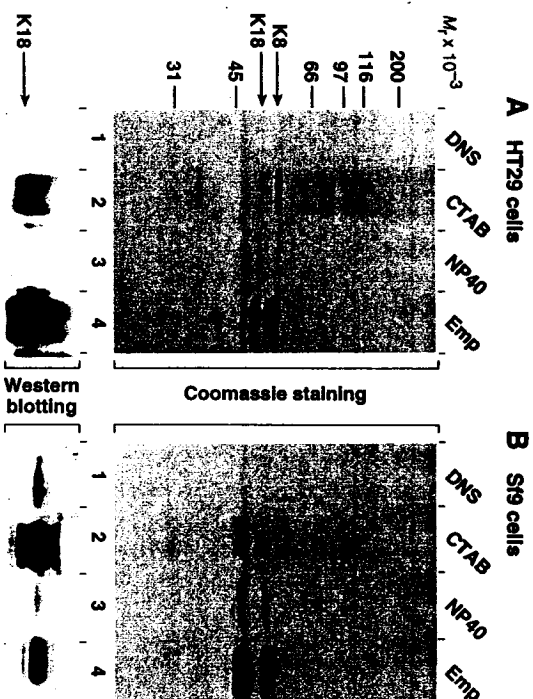 A HT29 cells
Mr x 10⁻³
DNS
CTAB
NP40
Emp
200
116
97
66
K8
K18
45
31
Coomassie staining
K18
1 2 3 4
Western
blotting
B Sf9 cells
DNS
CTAB
NP40
Emp
1 2 3 4